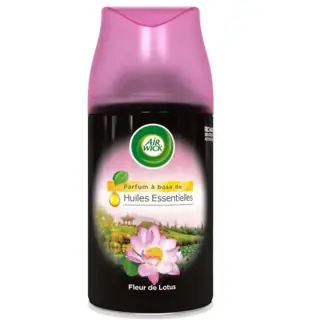 AIR
WICK
Parfum à base de
Huiles Essentielles
Fleur de Lotus